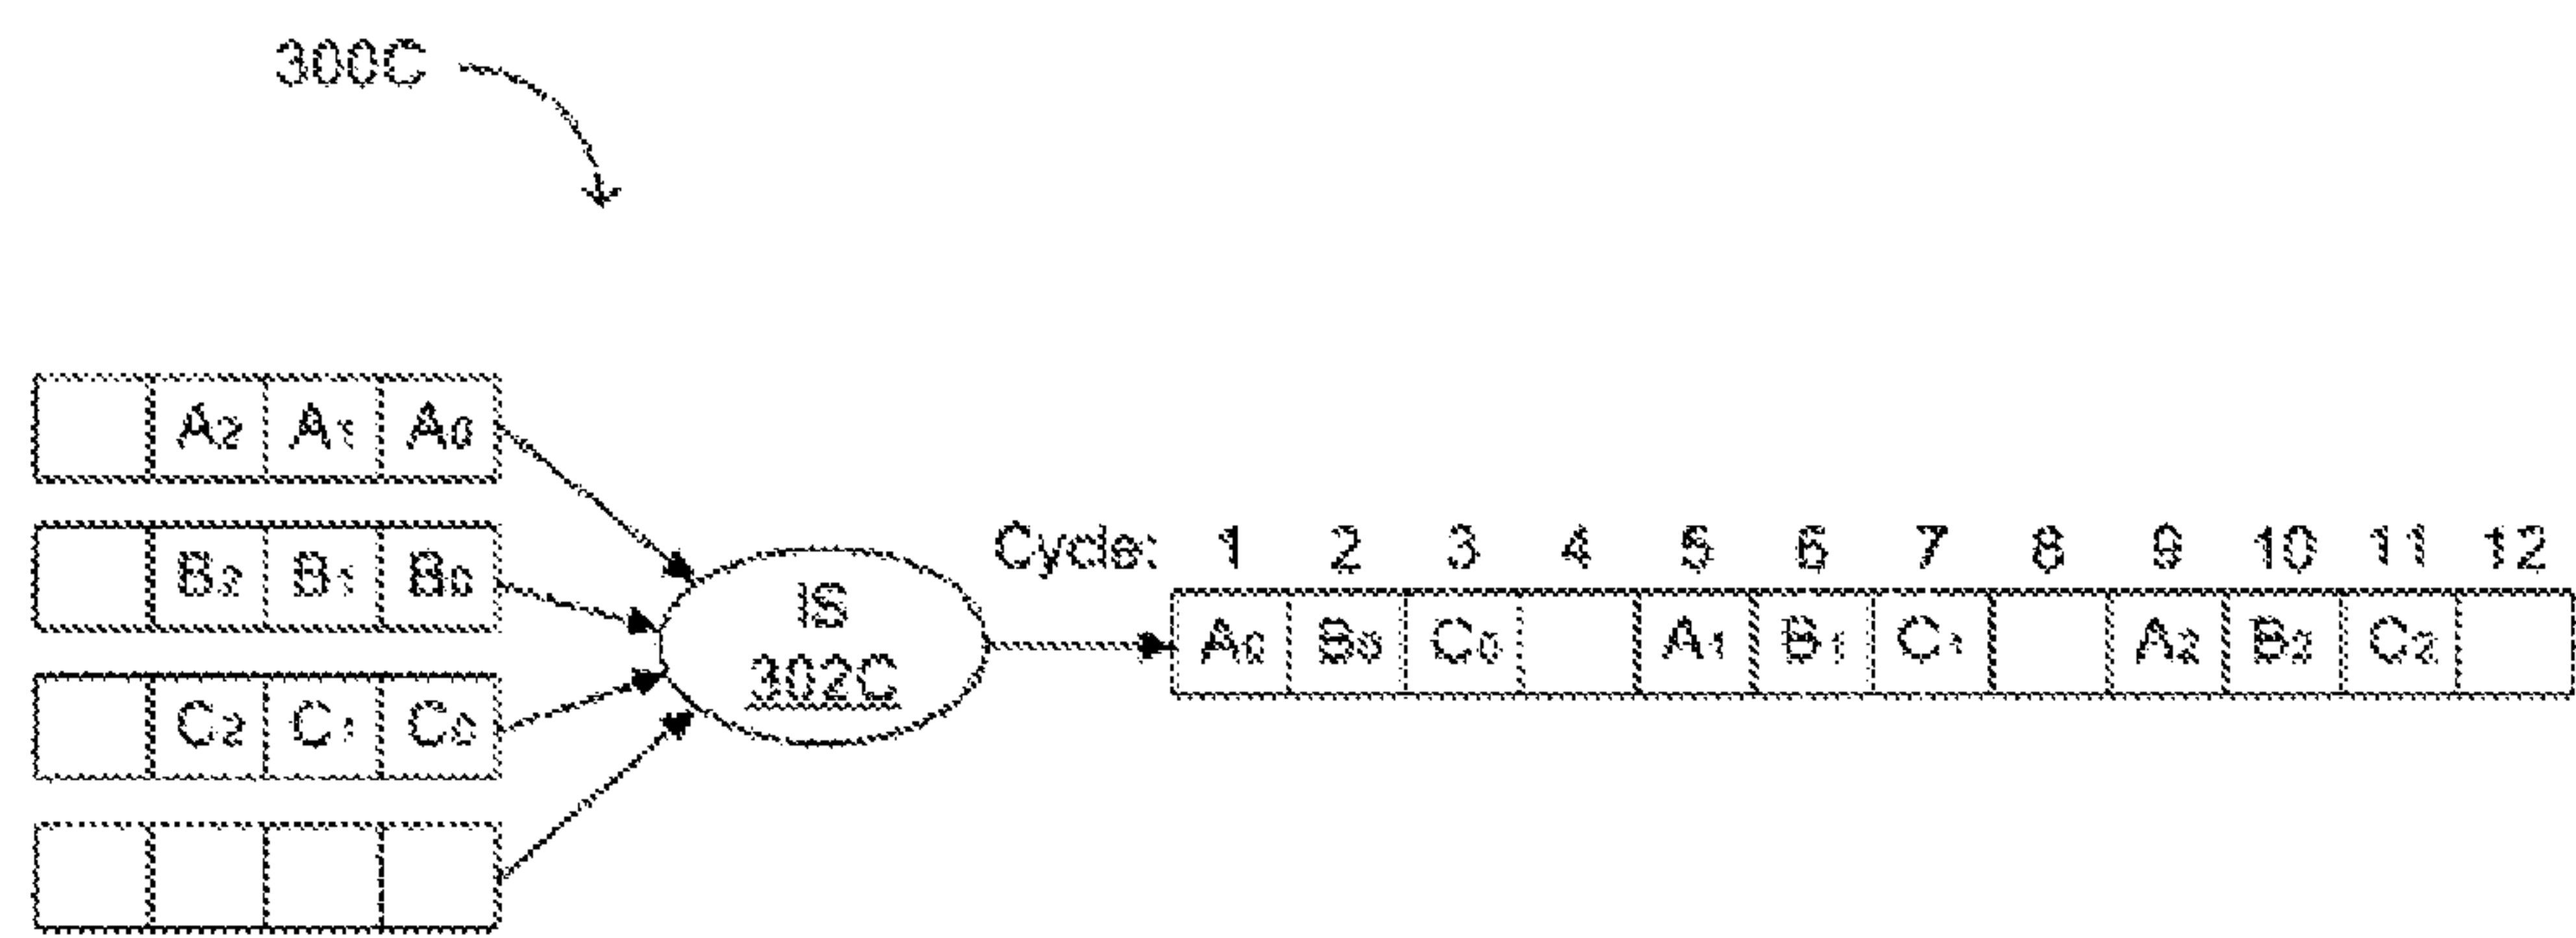 300C
A2 A1 A0
B2 B1 B0
C2 C1 C0
IS
302C
Cycle: 1 2 3 4 5 6 7 8 9 10 11 12
A0 B0 C0 A1 B1 C1 A2 B2 C2